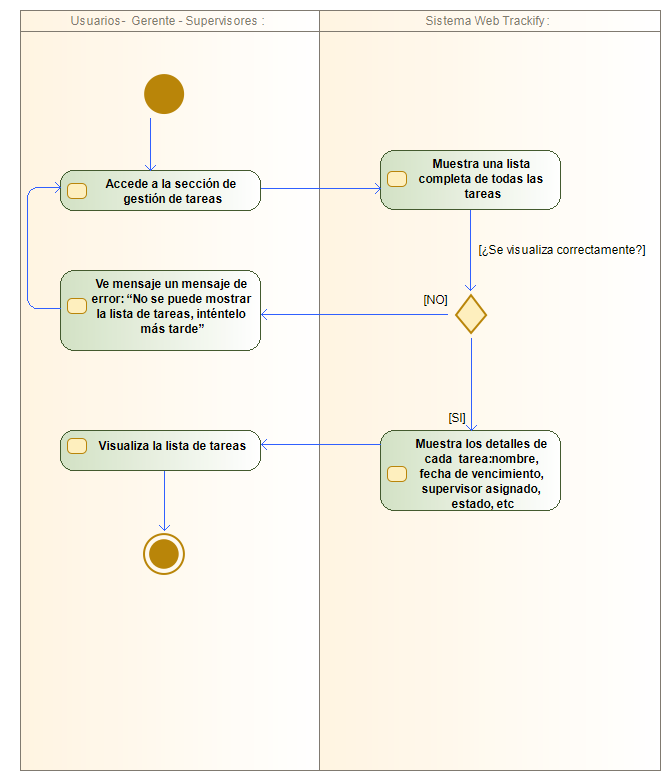 Usuarios- Gerente - Supervisores :
Sistema Web Trackify :
Accede a la sección de
gestión de tareas
Muestra una lista
completa de todas las
tareas
[¿Se visualiza correctamente?]
Ve mensaje un mensaje de
error: “No se puede mostrar
la lista de tareas, inténtelo
más tarde”
[NO]
[SI]
Visualiza la lista de tareas
Muestra los detalles de
cada tarea:nombre,
fecha de vencimiento,
supervisor asignado,
estado, etc